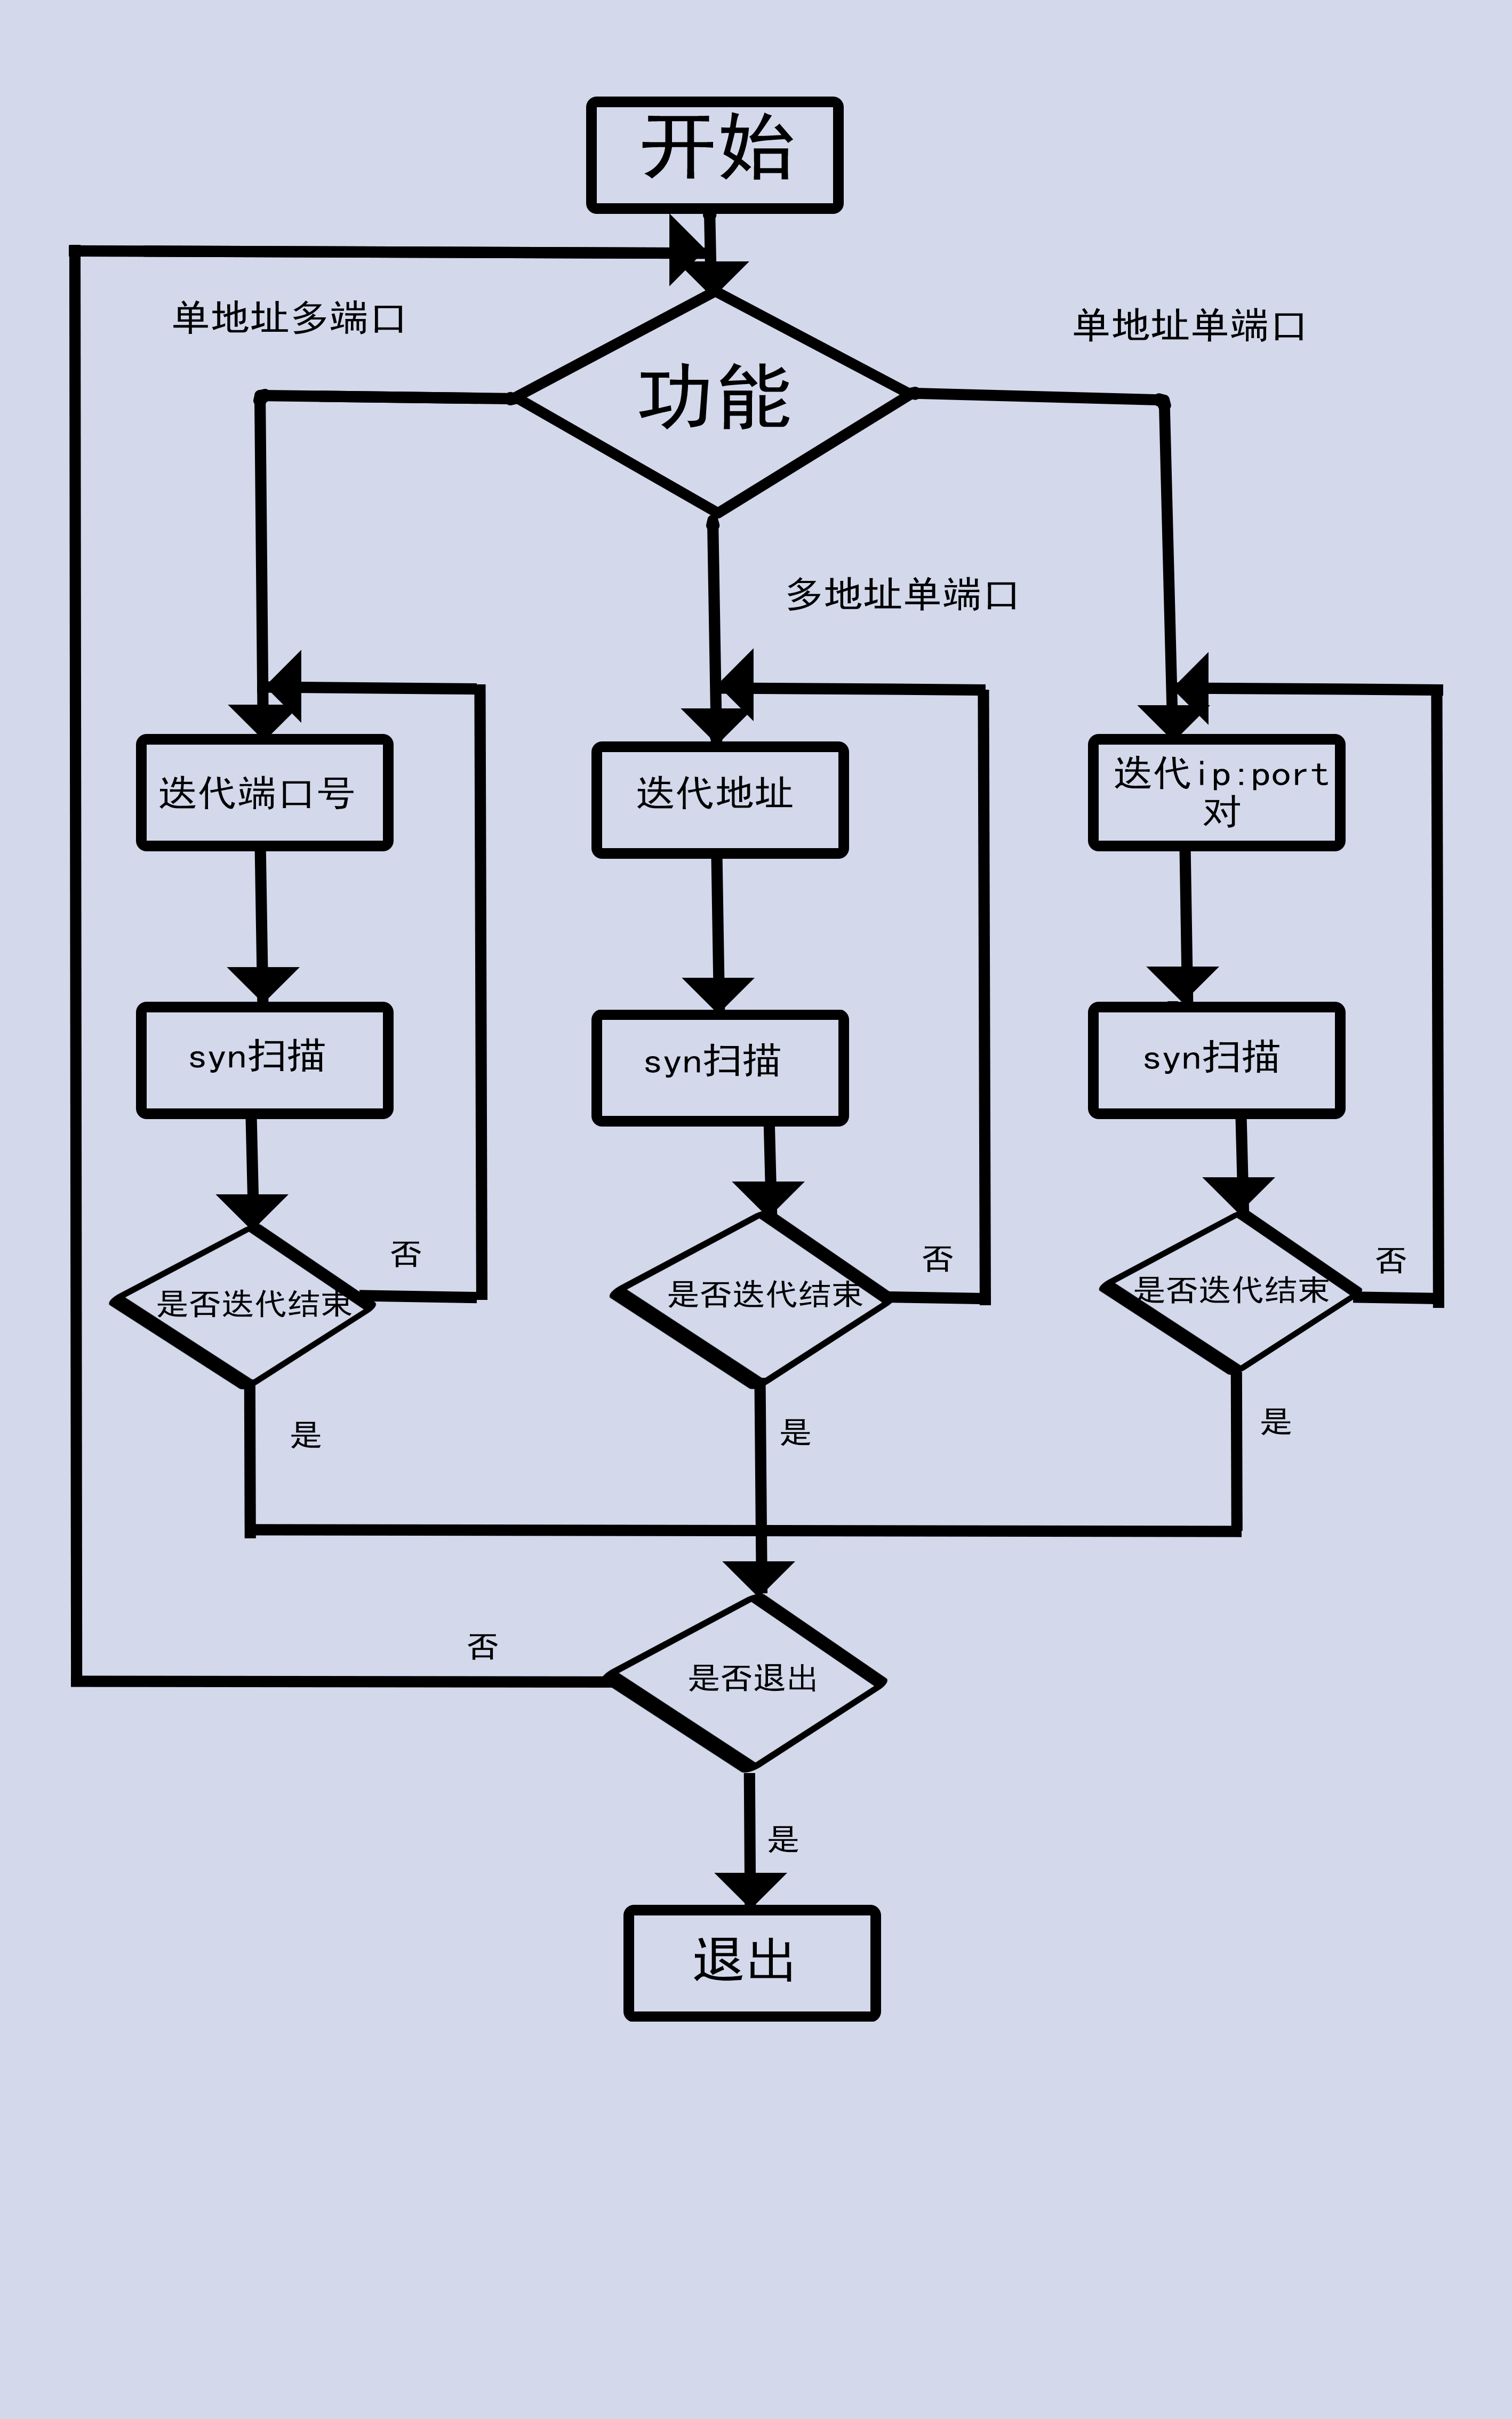 开始
单地址多端口
单地址单端口
功能
多地址单端口
迭代端口号
迭代地址
迭代ip:port
对
syn扫描
syn扫描
syn扫描
否
否
否
是否迭代结束
是否迭代结束
是否迭代结束
是
是
是
否
是否退出
是
退出